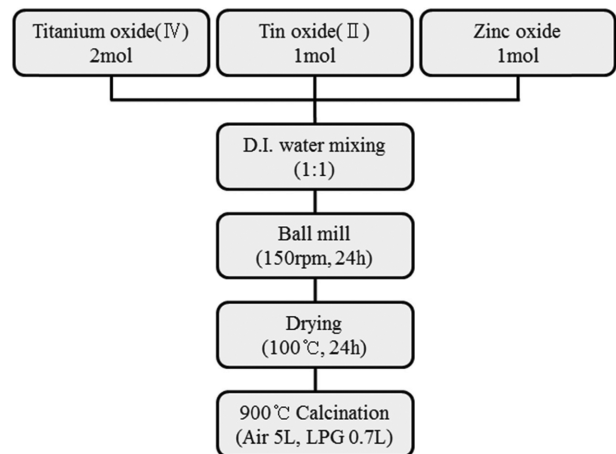 Titanium oxide(Ⅳ)
2mol
Tin oxide(Ⅱ)
1mol
Zinc oxide
1mol
D.I. water mixing
(1:1)
Ball mill
(150rpm, 24h)
Drying
(100℃, 24h)
900℃ Calcination
(Air 5L, LPG 0.7L)